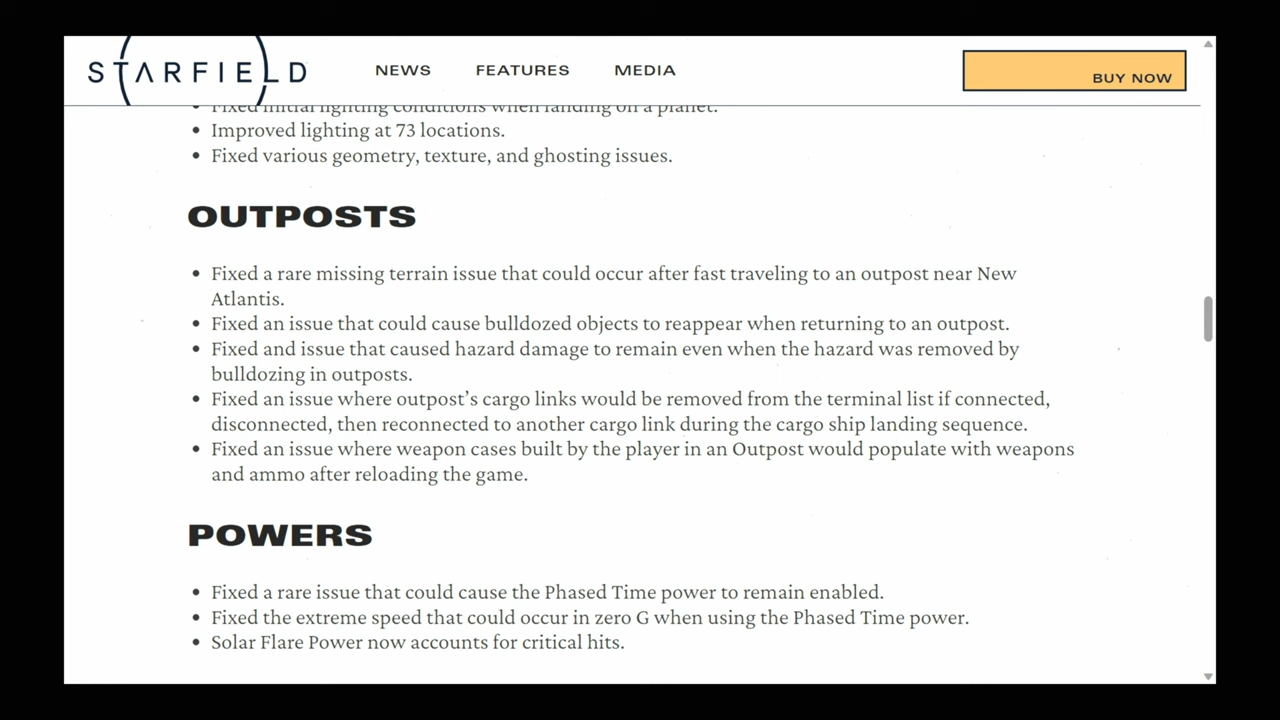 STARFIELD
NEWS
FEATURES
MEDIA
BUY NOW
Fixed initial lighting conditions when landing on a planet.
Improved lighting at 73 locations.
Fixed various geometry, texture, and ghosting issues.
OUTPOSTS
Fixed a rare missing terrain issue that could occur after fast traveling to an outpost near New
Atlantis.
Fixed an issue that could cause bulldozed objects to reappear when returning to an outpost.
Fixed and issue that caused hazard damage to remain even when the hazard was removed by
bulldozing in outposts.
Fixed an issue where outpost’s cargo links would be removed from the terminal list if connected,
disconnected, then reconnected to another cargo link during the cargo ship landing sequence.
Fixed an issue where weapon cases built by the player in an Outpost would populate with weapons
and ammo after reloading the game.
POWERS
Fixed a rare issue that could cause the Phased Time power to remain enabled.
Fixed the extreme speed that could occur in zero G when using the Phased Time power.
Solar Flare Power now accounts for critical hits.